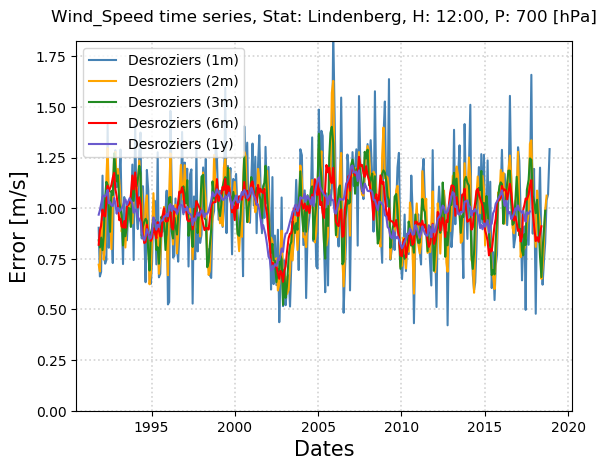 Wind_Speed time series, Stat: Lindenberg, H: 12:00, P: 700 [hPa]
Error [m/s]
1.75
1.50
1.25
1.00
0.75
0.50
0.25
0.00
Desroziers (1m)
Desroziers (2m)
Desroziers (3m)
Desroziers (6m)
Desroziers (1y)
1995
2000
2005
2010
2015
2020
Dates